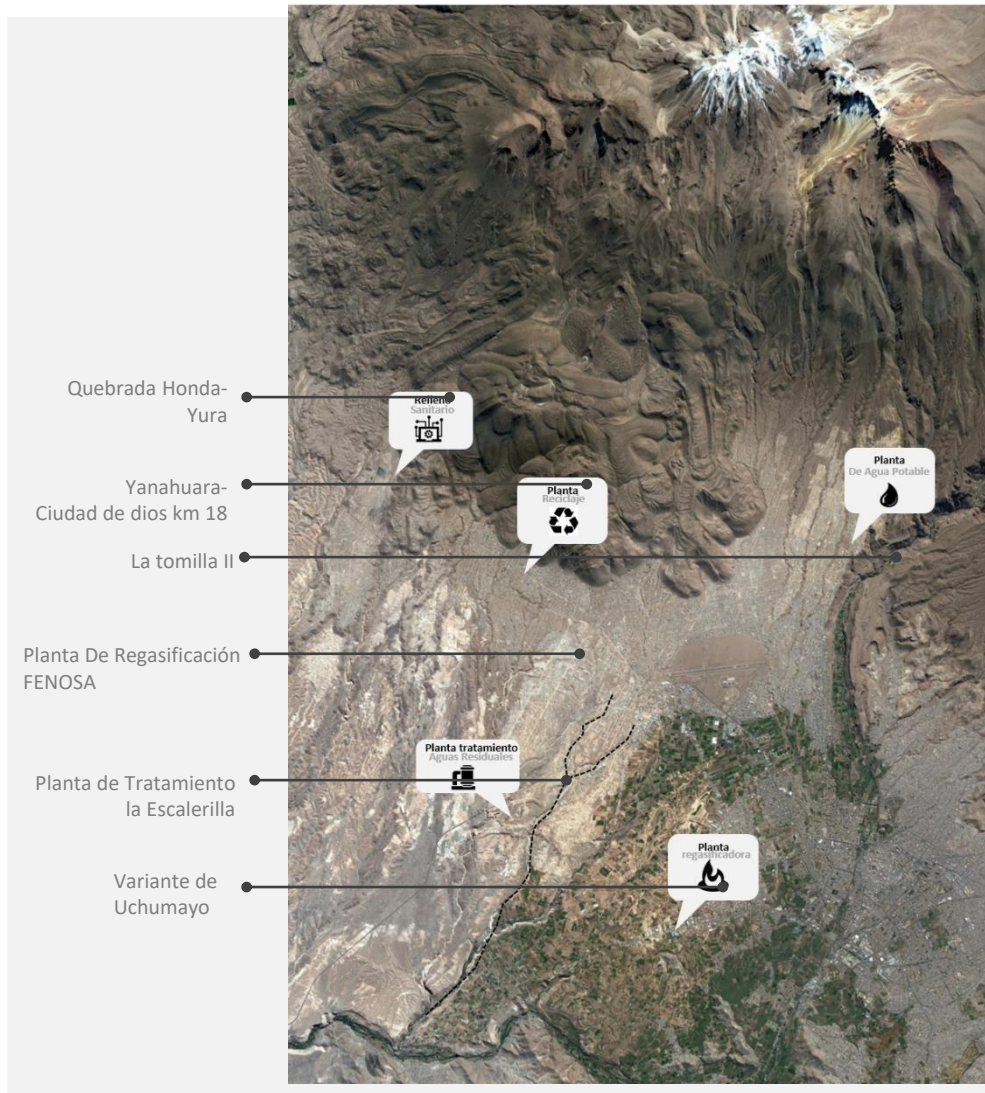 Quebrada Honda-
Yura
Yanahuara-
Ciudad de dios km 18
La tomilla II
Planta De Regasificación
FENOSA
Planta de Tratamiento
la Escalerilla
Variante de
Uchumayo
Relleno
Sanitario
Planta
Reciclaje
Planta
De Agua Potable
Planta tratamiento
Aguas Residuales
Planta
regasificadora